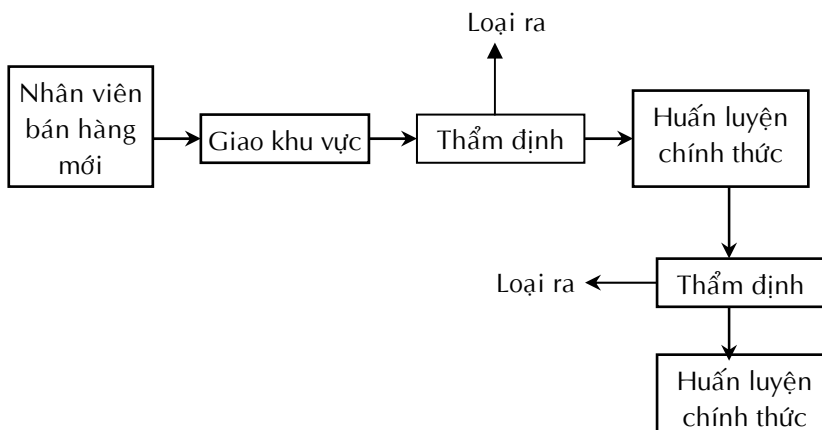 Loại ra
Nhân viên
bán hàng
mới
Giao khu vực
Thẩm định
Huấn luyện
chính thức
Loại ra
Thẩm định
Huấn luyện
chính thức